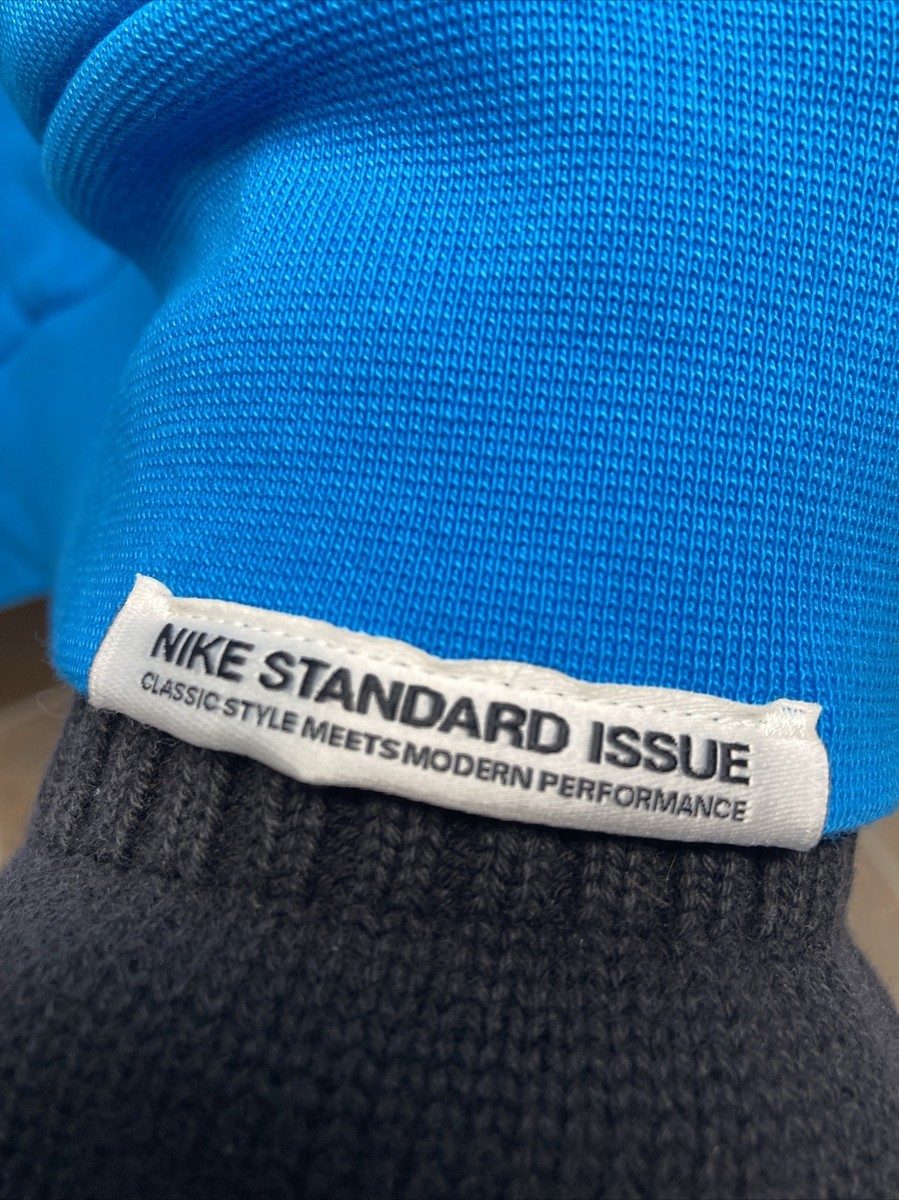 NIKE STANDARD ISSUE
CLASSIC STYLE MEETS MODERN PERFORMANCE